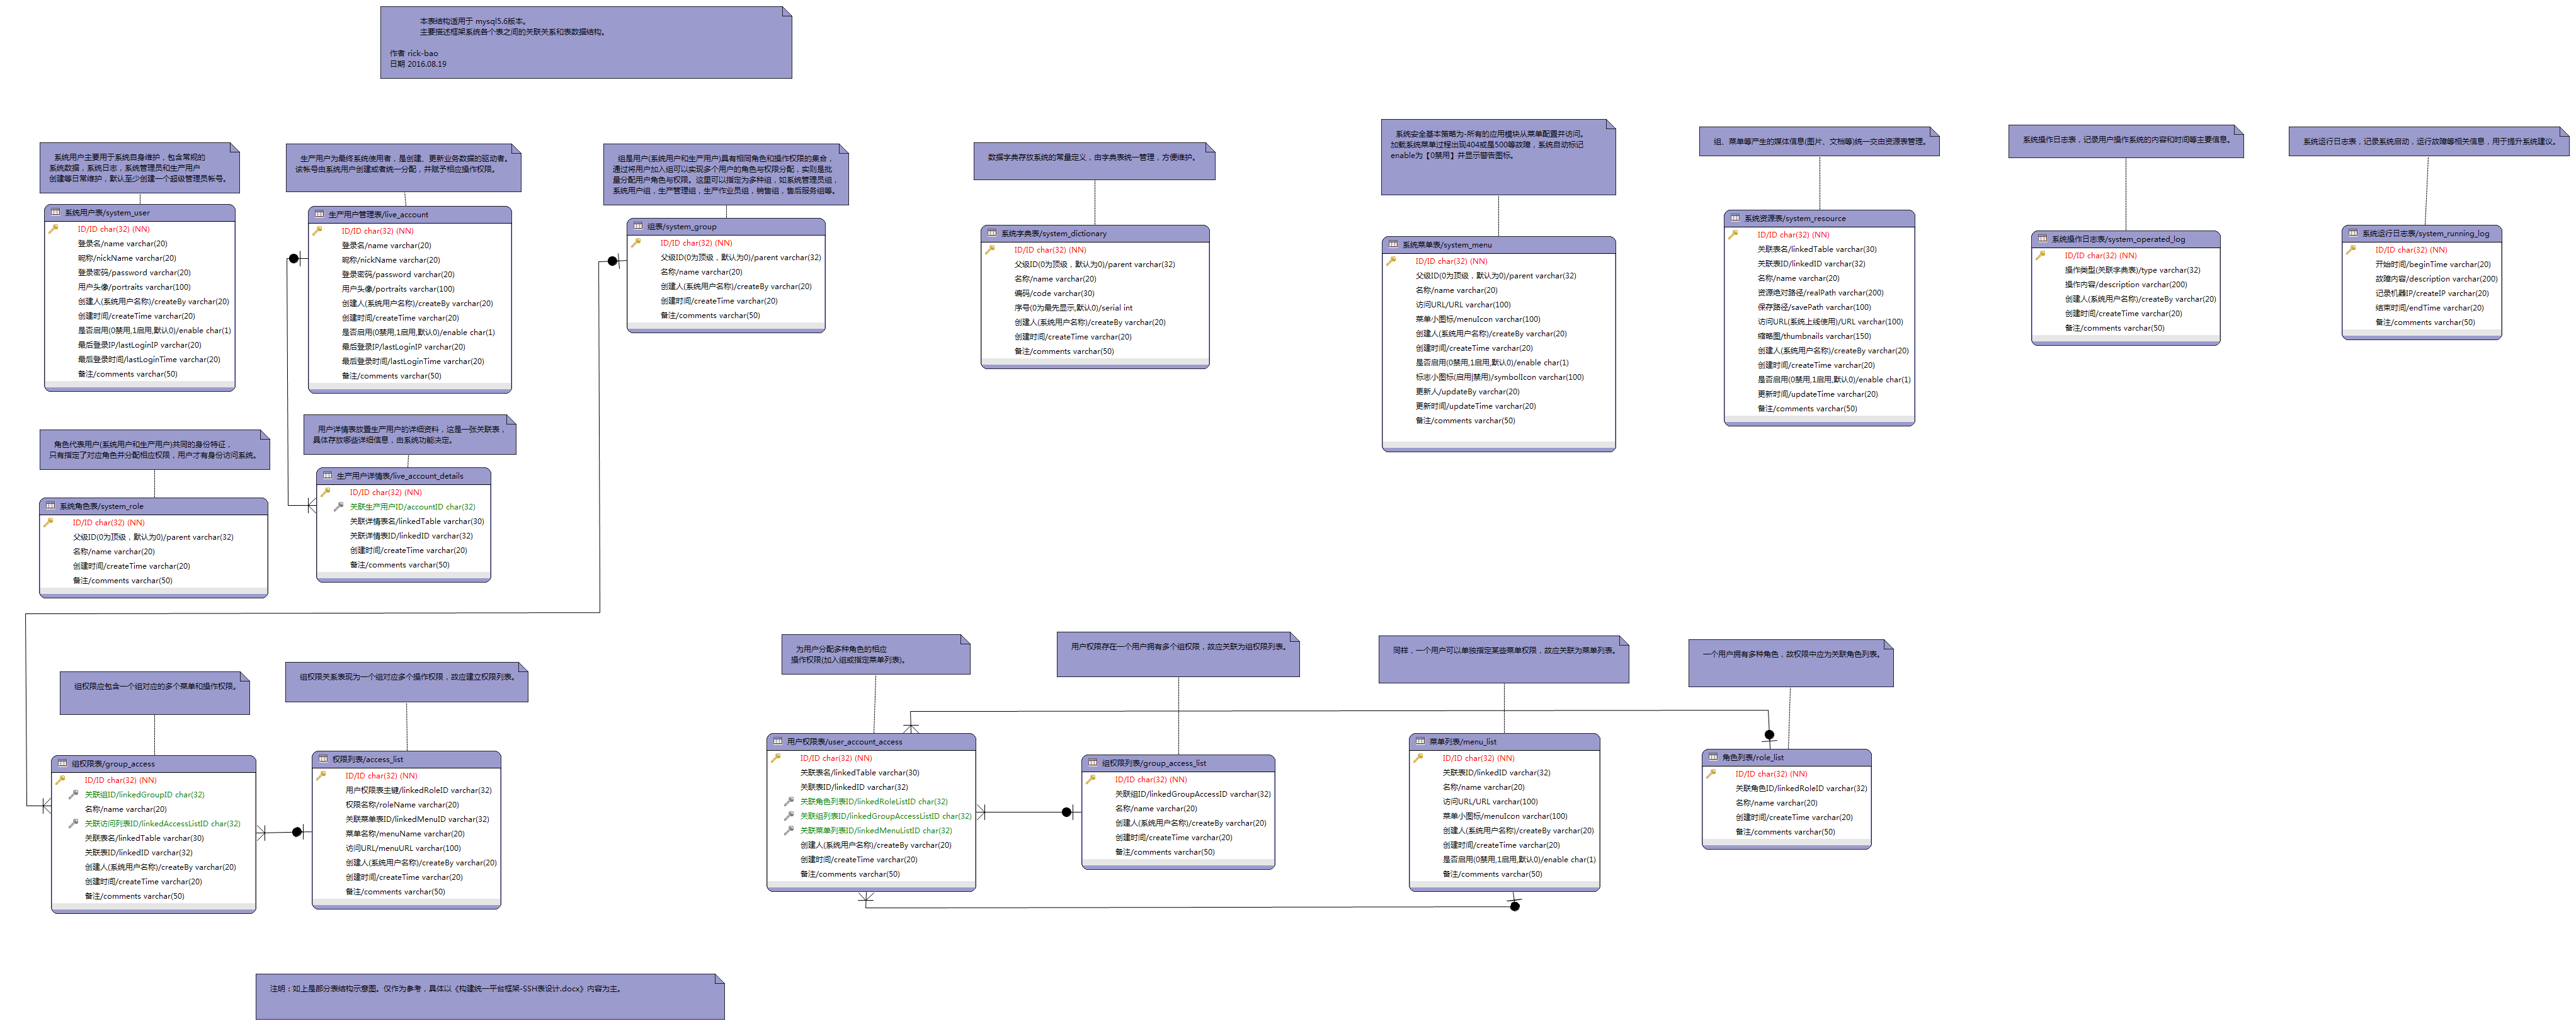 本表结构适用于 mysql5.6版本。
主要描述框架系统各个表之间的关联关系和表数据结构。
作者 rick-bao
日期 2016.08.19
系统用户主要用于系统自身维护，包含常规的
系统数据，系统日志，系统管理员和生产用户
创建等日常维护，默认至少创建一个超级管理员帐号。
系统用户表/system_user
ID/ID char(32) (NN)
登录名/name varchar(20)
昵称/nickName varchar(20)
登录密码/password varchar(20)
用户头像/portraits varchar(100)
创建人(系统用户名称)/createBy varchar(20)
创建时间/createTime varchar(20)
是否启用(0禁用,1启用,默认0)/enable char(1)
最后登录IP/lastLoginIP varchar(20)
最后登录时间/lastLoginTime varchar(20)
备注/comments varchar(50)
生产用户为最终系统使用者，是创建、更新业务数据的驱动者。
该帐号由系统用户创建或者统一分配，并赋予相应操作权限。
生产用户管理表/live_account
ID/ID char(32) (NN)
登录名/name varchar(20)
昵称/nickName varchar(20)
登录密码/password varchar(20)
用户头像/portraits varchar(100)
创建人(系统用户名称)/createBy varchar(20)
创建时间/createTime varchar(20)
是否启用(0禁用,1启用,默认0)/enable char(1)
最后登录IP/lastLoginIP varchar(20)
最后登录时间/lastLoginTime varchar(20)
备注/comments varchar(50)
组是用户(系统用户和生产用户)具有相同角色和操作权限的集合，
通过将用户加入组可以实现多个用户的角色与权限分配，实则是批
量分配用户角色与权限。这里可以指定为多种组，如系统管理员组，
系统用户组，生产管理组，生产作业员组，销售组，售后服务组等。
组表/system_group
ID/ID char(32) (NN)
父级ID(0为顶级，默认为0)/parent varchar(32)
名称/name varchar(20)
创建人(系统用户名称)/createBy varchar(20)
创建时间/createTime varchar(20)
备注/comments varchar(50)
数据字典存放系统的常量定义，由字典表统一管理，方便维护。
系统字典表/system_dictionary
ID/ID char(32) (NN)
父级ID(0为顶级，默认为0)/parent varchar(32)
名称/name varchar(20)
编码/code varchar(30)
序号(0为最先显示,默认0)/serial int
创建人(系统用户名称)/createBy varchar(20)
创建时间/createTime varchar(20)
备注/comments varchar(50)
系统安全基本策略为-所有的应用模块从菜单配置并访问。
加载系统菜单过程出现404或是500等故障，系统自动标记
enable为【0禁用】并显示警告图标。
系统菜单表/system_menu
ID/ID char(32) (NN)
父级ID(0为顶级，默认为0)/parent varchar(32)
名称/name varchar(20)
访问URL/URL varchar(100)
菜单小图标/menuIcon varchar(100)
创建人(系统用户名称)/createBy varchar(20)
创建时间/createTime varchar(20)
是否启用(0禁用,1启用,默认0)/enable char(1)
标志小图标(启用|禁用)/symbolIcon varchar(100)
更新人/updateBy varchar(20)
更新时间/updateTime varchar(20)
备注/comments varchar(50)
组、菜单等产生的媒体信息(图片、文档等)统一交由资源表管理。
系统资源表/system_resource
ID/ID char(32) (NN)
关联表名/linkedTable varchar(30)
关联表ID/linkedID varchar(32)
名称/name varchar(20)
资源绝对路径/realPath varchar(200)
保存路径/savePath varchar(100)
访问URL(系统上线使用)/URL varchar(100)
缩略图/thumbnails varchar(150)
创建人(系统用户名称)/createBy varchar(20)
创建时间/createTime varchar(20)
是否启用(0禁用,1启用,默认0)/enable char(1)
更新时间/updateTime varchar(20)
备注/comments varchar(50)
系统操作日志表，记录用户操作系统的内容和时间等主要信息。
系统操作日志表/system_operated_log
ID/ID char(32) (NN)
操作类型(关联字典表)/type varchar(32)
操作内容/description varchar(200)
创建人(系统用户名称)/createBy varchar(20)
创建时间/createTime varchar(20)
备注/comments varchar(50)
系统运行日志表，记录系统启动，运行故障等相关信息，用于提升系统建议。
系统运行日志表/system_running_log
ID/ID char(32) (NN)
开始时间/beginTime varchar(20)
故障内容/description varchar(200)
记录机器IP/createIP varchar(20)
结束时间/endTime varchar(20)
备注/comments varchar(50)
角色代表用户(系统用户和生产用户)共同的身份特征，
只有指定了对应角色并分配相应权限，用户才有身份访问系统。
系统角色表/system_role
ID/ID char(32) (NN)
父级ID(0为顶级，默认为0)/parent varchar(32)
名称/name varchar(20)
创建时间/createTime varchar(20)
备注/comments varchar(50)
用户详情表放置生产用户的详细资料，这是一张关联表，
具体存放哪些详细信息，由系统功能决定。
生产用户详情表/live_account_details
ID/ID char(32) (NN)
关联生产用户ID/accountID char(32)
关联详情表名/linkedTable varchar(30)
关联详情表ID/linkedID varchar(32)
创建时间/createTime varchar(20)
备注/comments varchar(50)
组权限应包含一个组对应的多个菜单和操作权限。
组权限表/group_access
ID/ID char(32) (NN)
关联组ID/linkedGroupID char(32)
名称/name varchar(20)
关联访问列表ID/linkedAccessListID char(32)
关联表名/linkedTable varchar(30)
关联表ID/linkedID varchar(32)
创建人(系统用户名称)/createBy varchar(20)
创建时间/createTime varchar(20)
备注/comments varchar(50)
组权限关系表现为一个组对应多个操作权限，故应建立权限列表。
权限列表/access_list
ID/ID char(32) (NN)
用户权限表主键/linkedRoleID varchar(32)
权限名称/roleName varchar(20)
关联菜单表ID/linkedMenuID varchar(32)
菜单名称/menuName varchar(20)
访问URL/menuURL varchar(100)
创建人(系统用户名称)/createBy varchar(20)
创建时间/createTime varchar(20)
备注/comments varchar(50)
为用户分配多种角色的相应
操作权限(加入组或指定菜单列表)。
用户权限表/user_account_access
ID/ID char(32) (NN)
关联表名/linkedTable varchar(30)
关联表ID/linkedID varchar(32)
关联角色列表ID/linkedRoleListID char(32)
关联组列表ID/linkedGroupAccessListID char(32)
关联菜单列表ID/linkedMenuListID char(32)
创建人(系统用户名称)/createBy varchar(20)
创建时间/createTime varchar(20)
备注/comments varchar(50)
用户权限存在一个用户拥有多个组权限，故应关联为组权限列表。
组权限列表/group_access_list
ID/ID char(32) (NN)
关联组ID/linkedGroupAccessID varchar(32)
名称/name varchar(20)
创建人(系统用户名称)/createBy varchar(20)
创建时间/createTime varchar(20)
备注/comments varchar(50)
同样，一个用户可以单独指定某些菜单权限，故应关联为菜单列表。
菜单列表/menu_list
ID/ID char(32) (NN)
关联表ID/linkedID varchar(32)
名称/name varchar(20)
访问URL/URL varchar(100)
菜单小图标/menuIcon varchar(100)
创建人(系统用户名称)/createBy varchar(20)
创建时间/createTime varchar(20)
是否启用(0禁用,1启用,默认0)/enable char(1)
备注/comments varchar(50)
一个用户拥有多种角色，故权限中应为关联角色列表。
角色列表/role_list
ID/ID char(32) (NN)
关联角色ID/linkedRoleID varchar(32)
名称/name varchar(20)
创建时间/createTime varchar(20)
备注/comments varchar(50)
注明：如上是部分表结构示意图。仅作为参考，具体以《构建统一平台框架-SSH表设计.docx》内容为主。